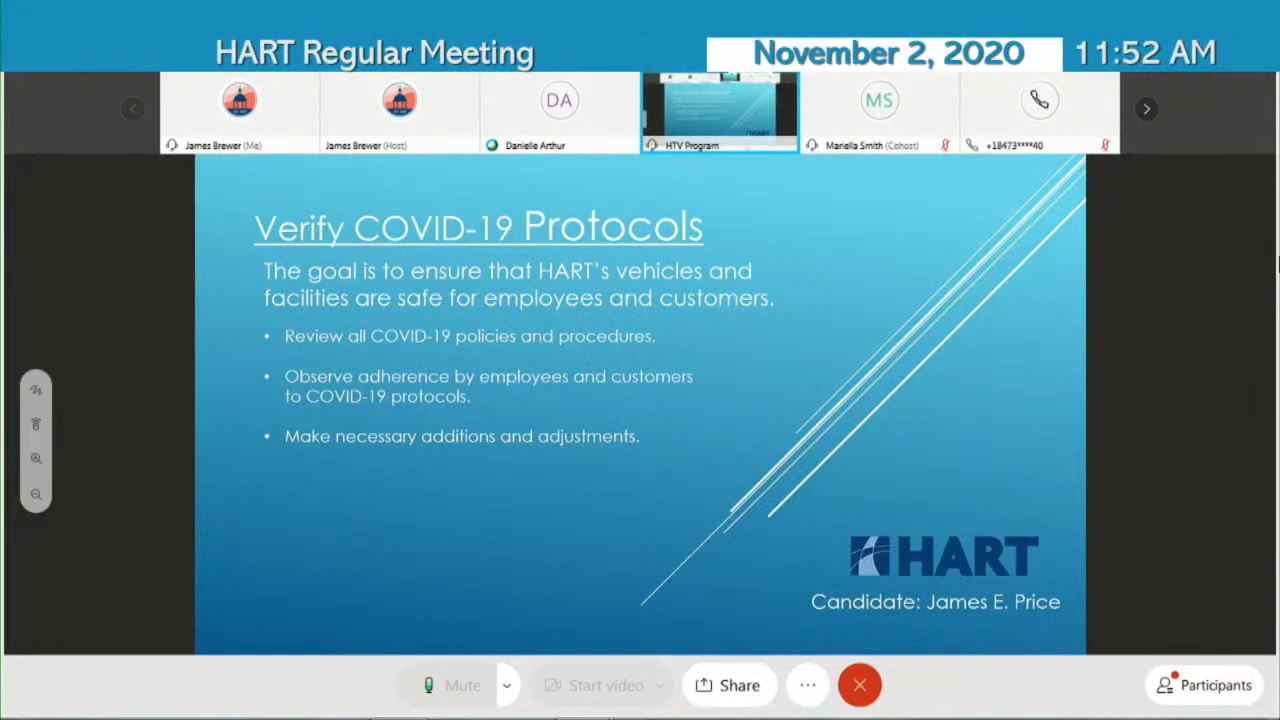 HART Regular Meeting
November 2, 2020
11:52 AM
DA
MS
James Brewer (Me)
James Brewer (Host)
Danielle Arthur
HTV Program
Mariella Smith (Cohost)
+18473****40
Verify COVID-19 Protocols
The goal is to ensure that HART's vehicles and
facilities are safe for employees and customers.
• Review all COVID-19 policies and procedures.
• Observe adherence by employees and customers
to COVID-19 protocols.
• Make necessary additions and adjustments.
HART
Candidate: James E. Price
Mute
Start video
Share
Participants